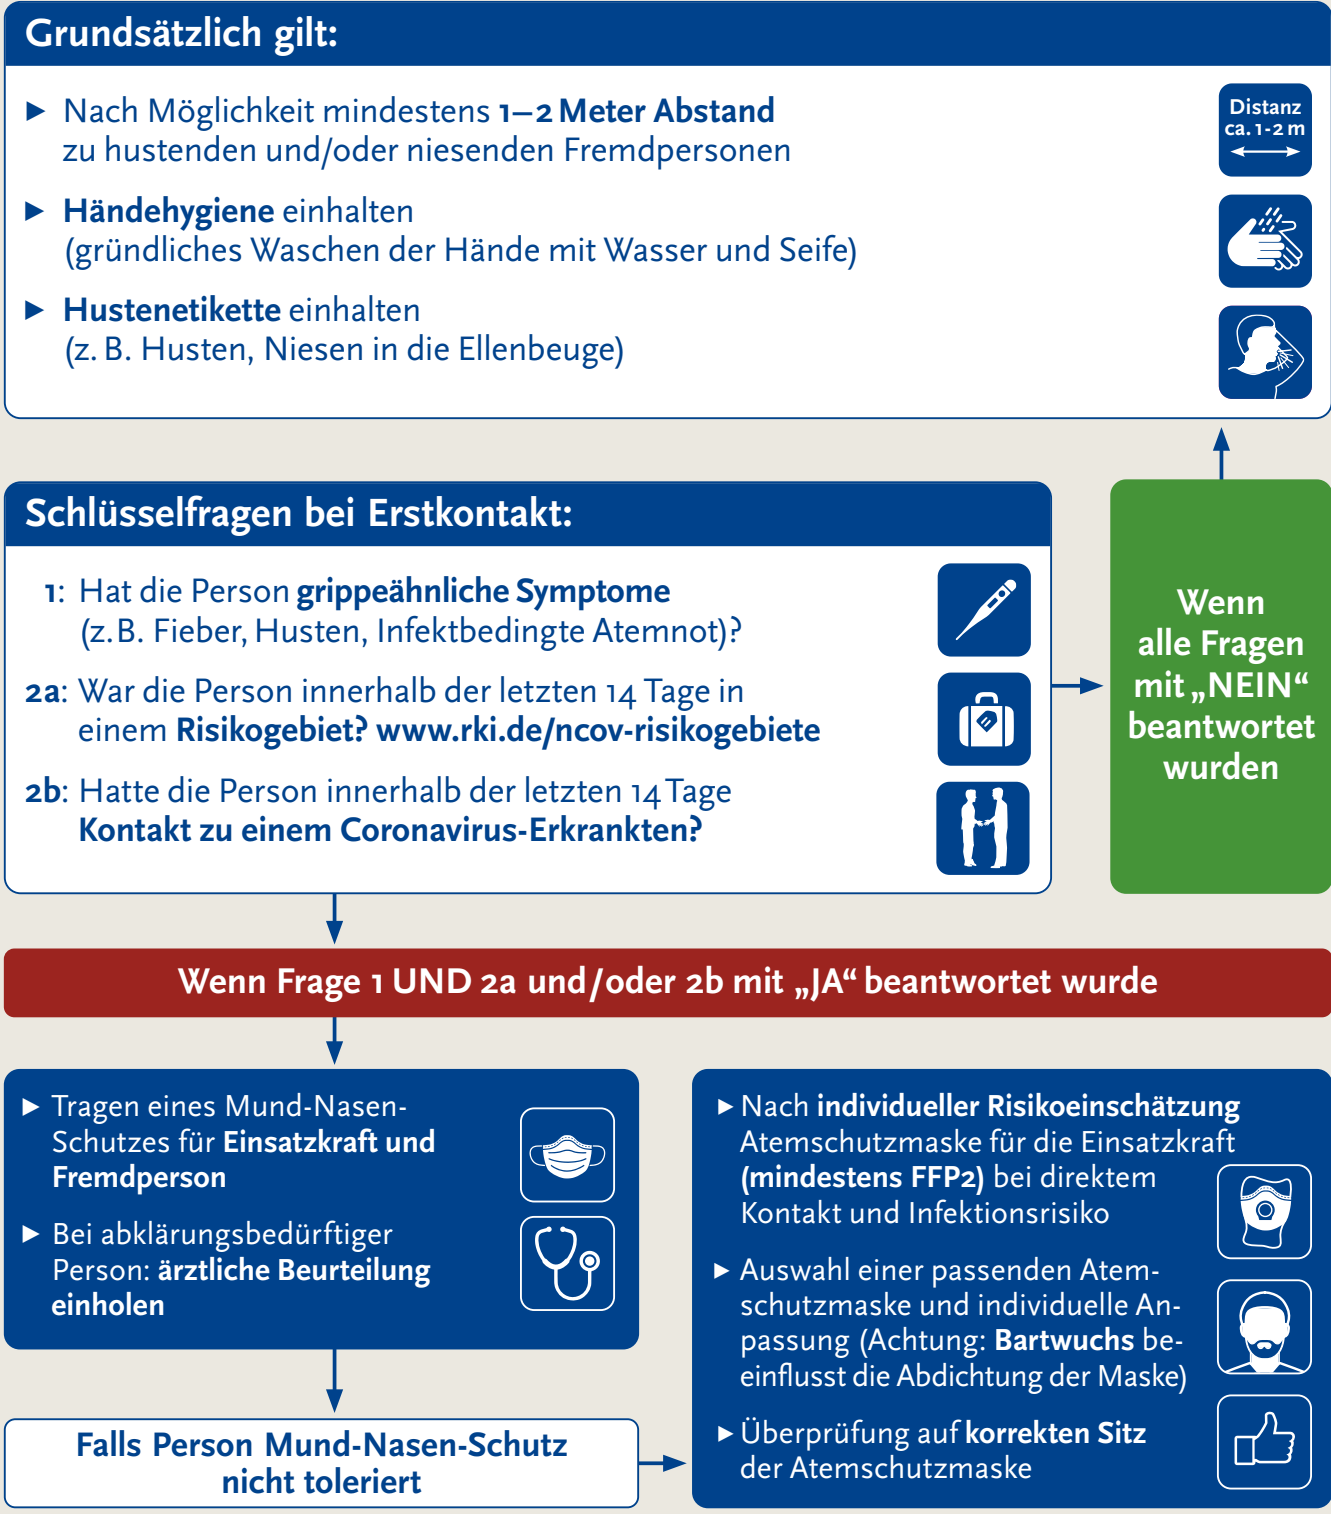 Grundsätzlich gilt:
► Nach Möglichkeit mindestens 1–2 Meter Abstand
zu hustenden und/oder niesenden Fremdpersonen
► Händehygiene einhalten
(gründliches Waschen der Hände mit Wasser und Seife)
► Hustenetikette einhalten
(z. B. Husten, Niesen in die Ellenbeuge)
Distanz
ca. 1-2 m
Schlüsselfragen bei Erstkontakt:
1: Hat die Person grippeähnliche Symptome
(z. B. Fieber, Husten, Infektbedingte Atemnot)?
2a: War die Person innerhalb der letzten 14 Tage in
einem Risikogebiet? www.rki.de/ncov-risikogebiete
2b: Hatte die Person innerhalb der letzten 14 Tage
Kontakt zu einem Coronavirus-Erkrankten?
Wenn
alle Fragen
mit „NEIN“
beantwortet
wurden
Wenn Frage 1 UND 2a und/oder 2b mit „JA“ beantwortet wurde
► Tragen eines Mund-Nasen-
Schutzes für Einsatzkraft und
Fremdperson
► Bei abklärungsbedürftiger
Person: ärztliche Beurteilung
einholen
Falls Person Mund-Nasen-Schutz
nicht toleriert
► Nach individueller Risikoeinschätzung
Atemschutzmaske für die Einsatzkraft
(mindestens FFP2) bei direktem
Kontakt und Infektionsrisiko
► Auswahl einer passenden Atem-
schutzmaske und individuelle An-
passung (Achtung: Bartwuchs be-
einflusst die Abdichtung der Maske)
► Überprüfung auf korrekten Sitz
der Atemschutzmaske